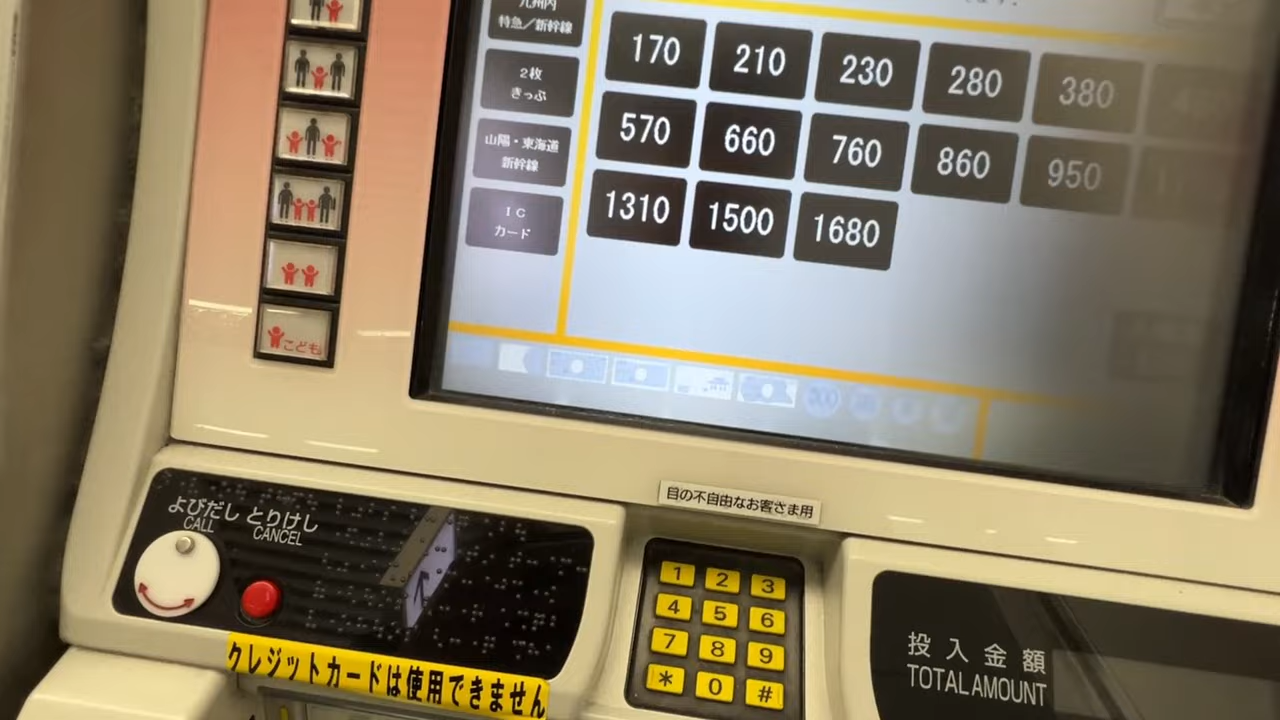 九州内
特急／新幹線
2枚
きっぷ
山陽・東海道
新幹線
IC
カード
170 210 230 280 380
570 660 760 860 950
1310 1500 1680
こども
目の不自由なお客さま用
よびだし とりけし
CALL CANCEL
クレジットカードは使用できません
1 2 3
4 5 6
7 8 9
* 0 #
投入金額
TOTAL AMOUNT